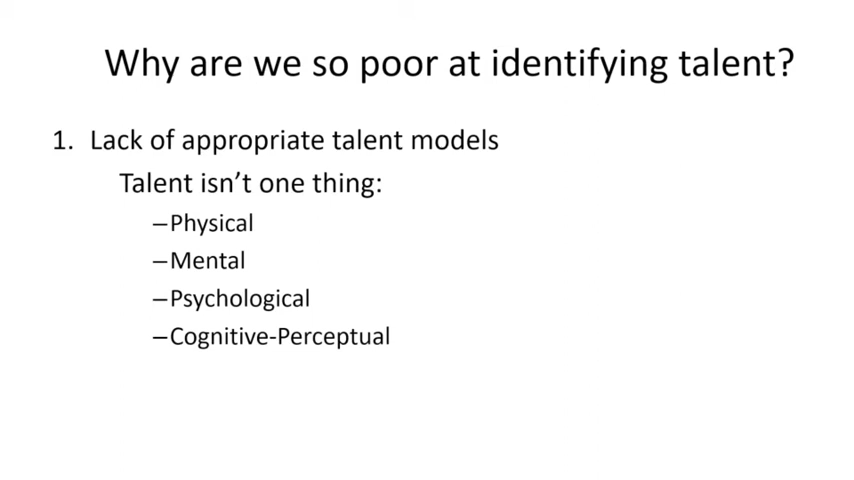 Why are we so poor at identifying talent?
1. Lack of appropriate talent models
Talent isn't one thing:
–Physical
–Mental
–Psychological
–Cognitive-Perceptual